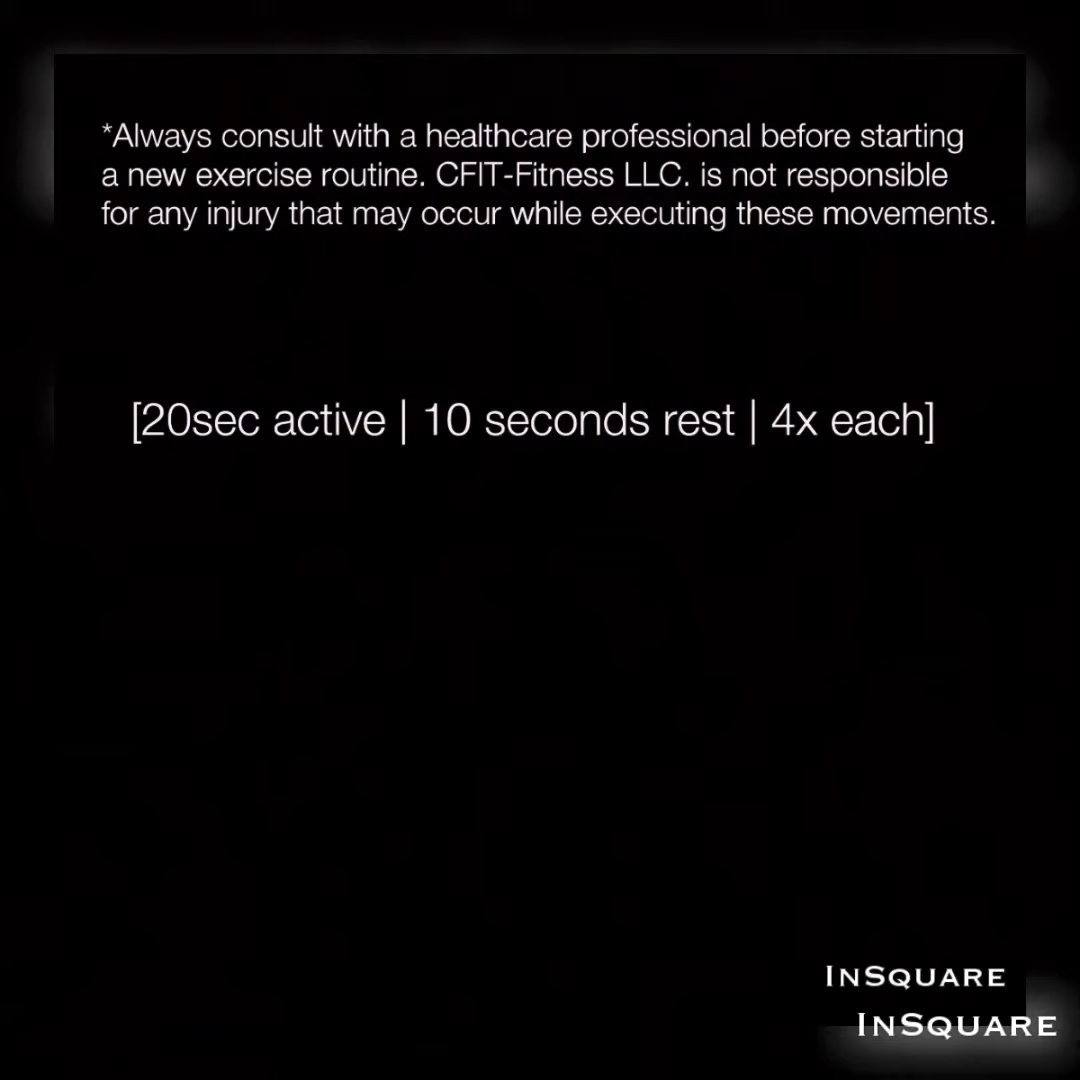 *Always consult with a healthcare professional before starting
a new exercise routine. CFIT-Fitness LLC. is not responsible
for any injury that may occur while executing these movements.
[20sec active | 10 seconds rest | 4x each]
INSQUARE
INSQUARE